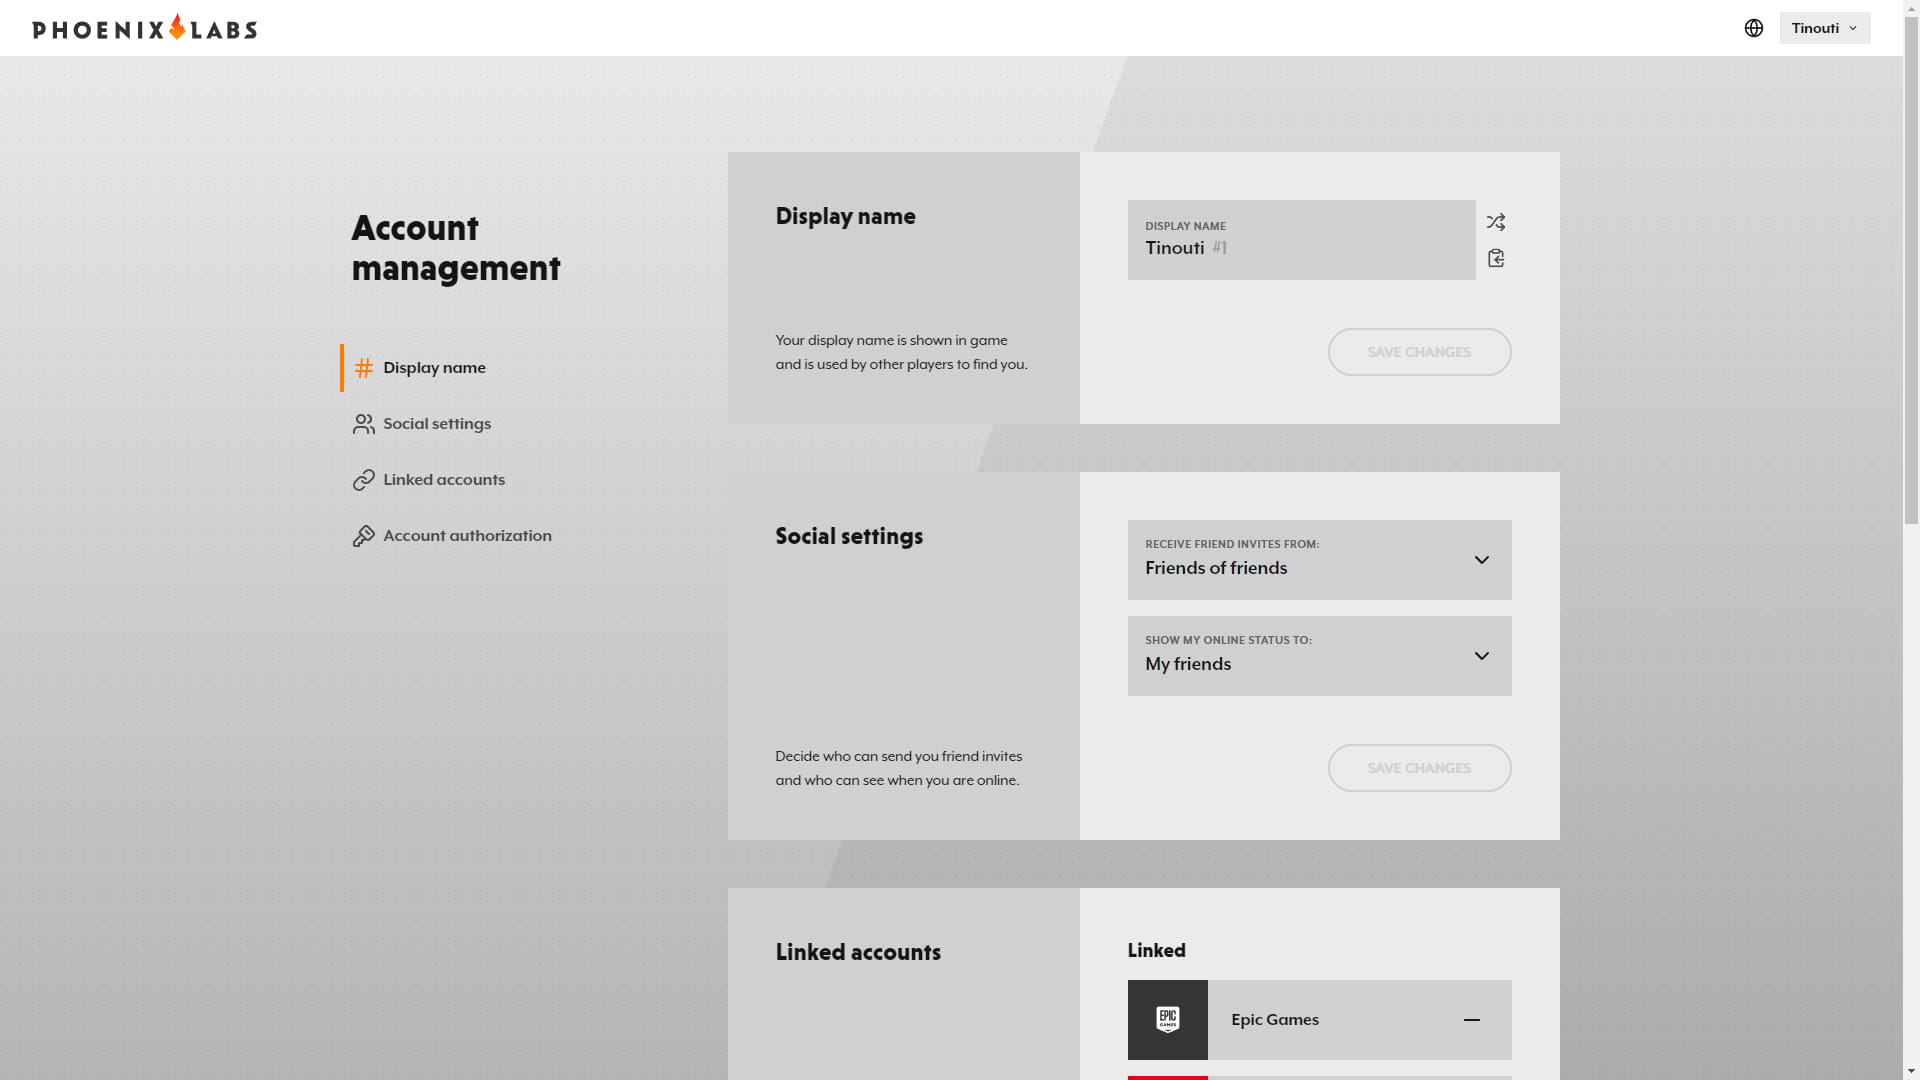 PHOENIX LABS
Tinouti
Account
management
Display name
Social settings
Linked accounts
Account authorization
Display name
Your display name is shown in game
and is used by other players to find you.
DISPLAY NAME
Tinouti #1
SAVE CHANGES
Social settings
Decide who can send you friend invites
and who can see when you are online.
RECEIVE FRIEND INVITES FROM:
Friends of friends
SHOW MY ONLINE STATUS TO:
My friends
SAVE CHANGES
Linked accounts
Linked
EPIC
GAMES
Epic Games